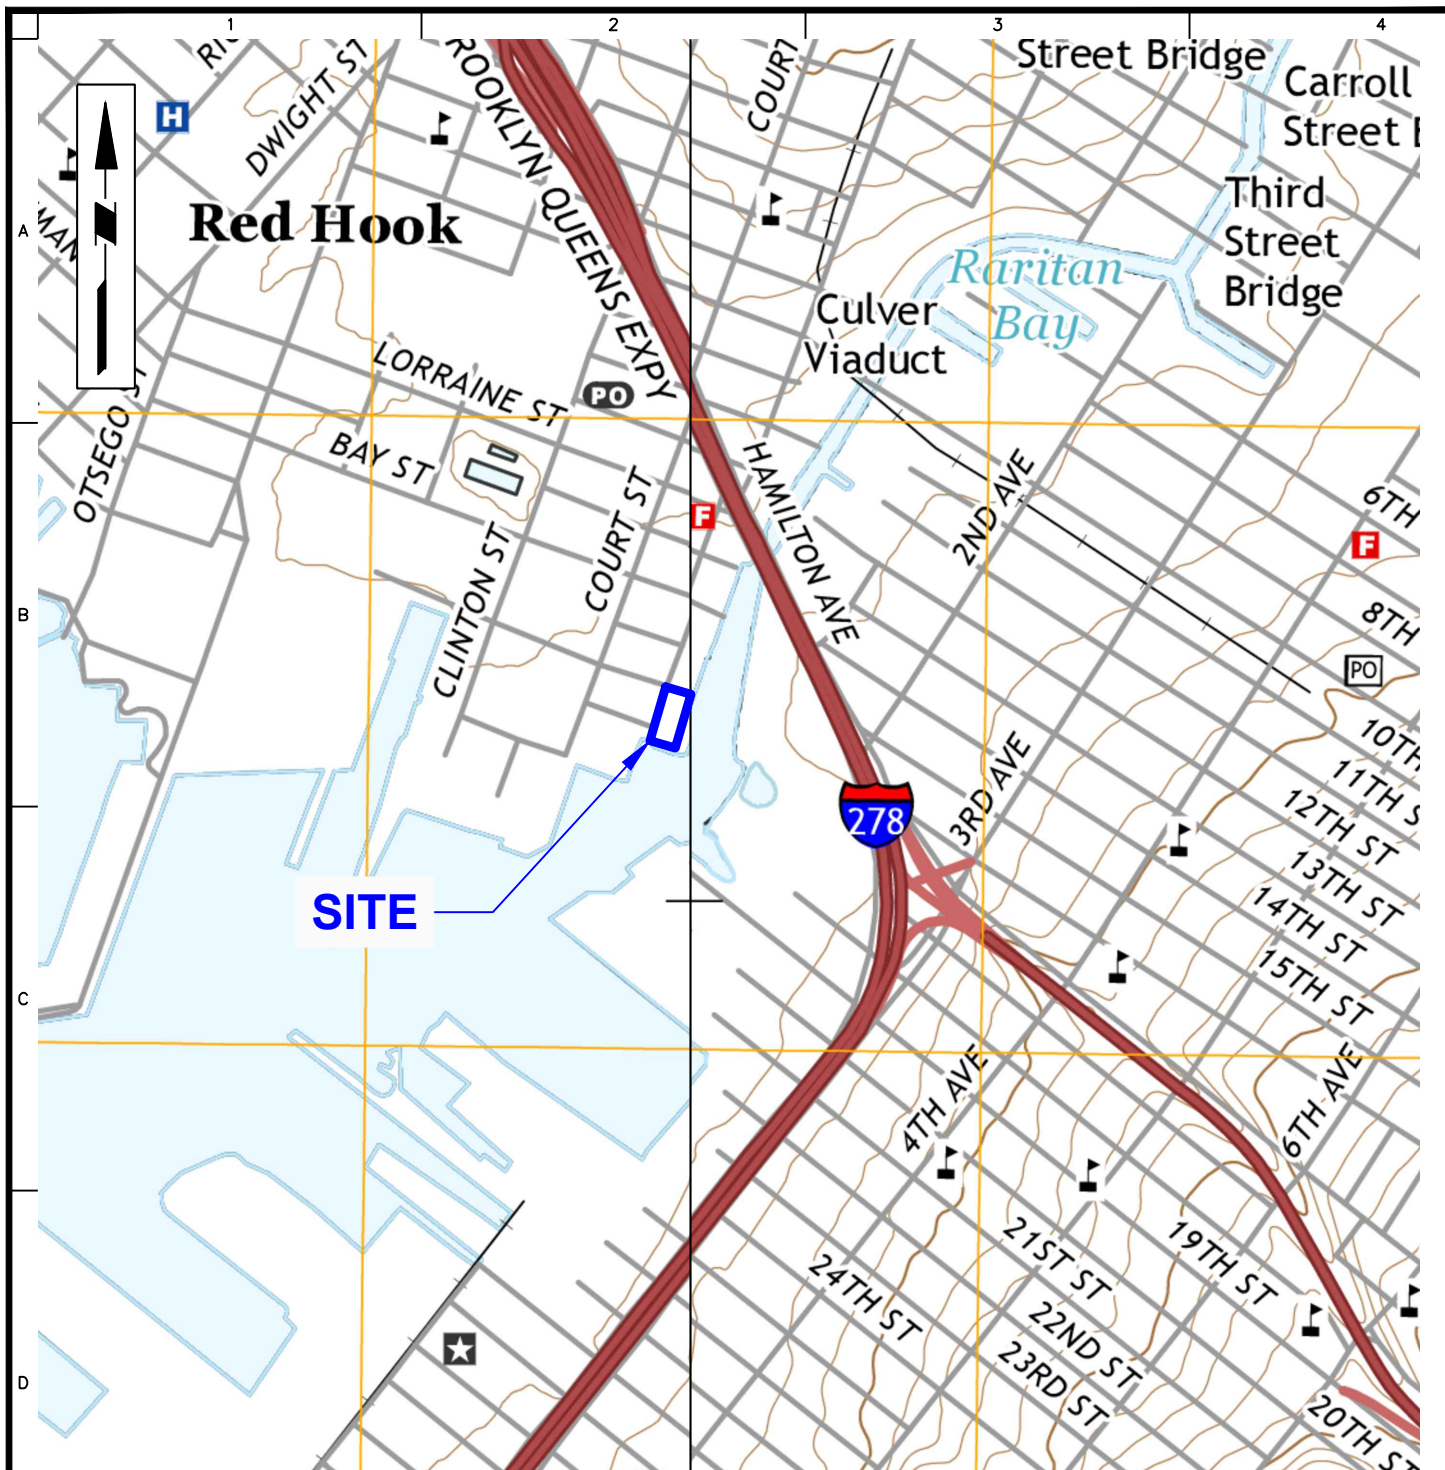 1
2
3
4
A
B
C
D
DWIGHT ST
COURT
Street Bridge
Carroll
Street
H
Red Hook
ROOKLYN QUEENS EXPY
Third
Street
Bridge
Raritan
Bay
Culver
Viaduct
LORRAINE ST
PO
OTSEGO ST
BAY ST
HAMILTON AVE
COURT ST
F
2ND AVE
6TH
F
CLINTON ST
8TH
PO
3RD AVE
10TH
11TH S
12TH ST
278
13TH ST
SITE
14TH ST
15TH ST
4TH AVE
6TH AVE
21ST ST
19TH ST
24TH ST
22ND ST
23RD ST
20TH ST